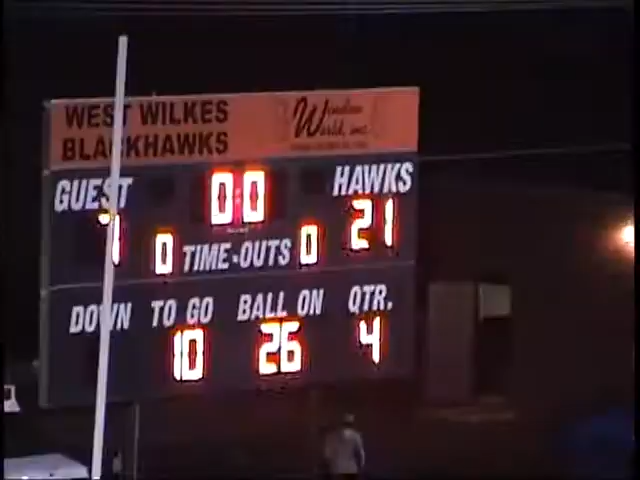 WEST WILKES
BLACKHAWKS
Window
World, inc.
GUEST 00 HAWKS
0 TIME-OUTS 0 21
DOWN TO GO BALL ON QTR.
10 26 4